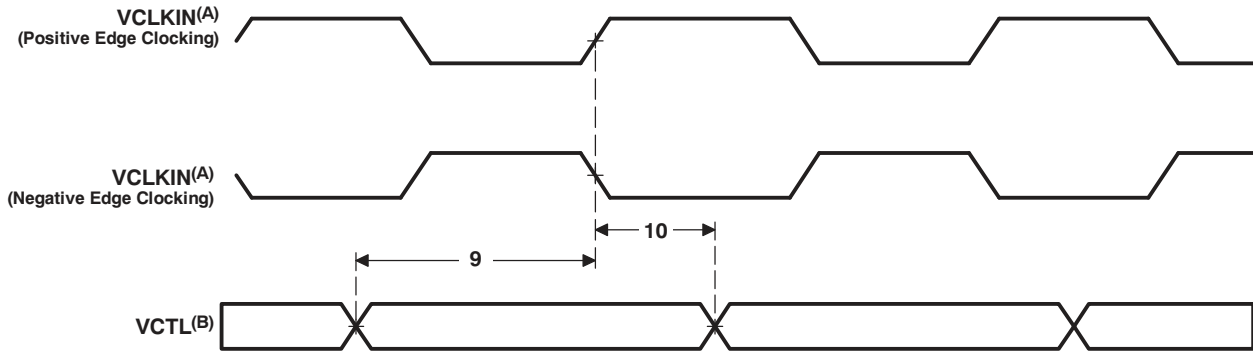 VCLKIN(A)
(Positive Edge Clocking)
VCLKIN(A)
(Negative Edge Clocking)
10
9
VCTL(B)